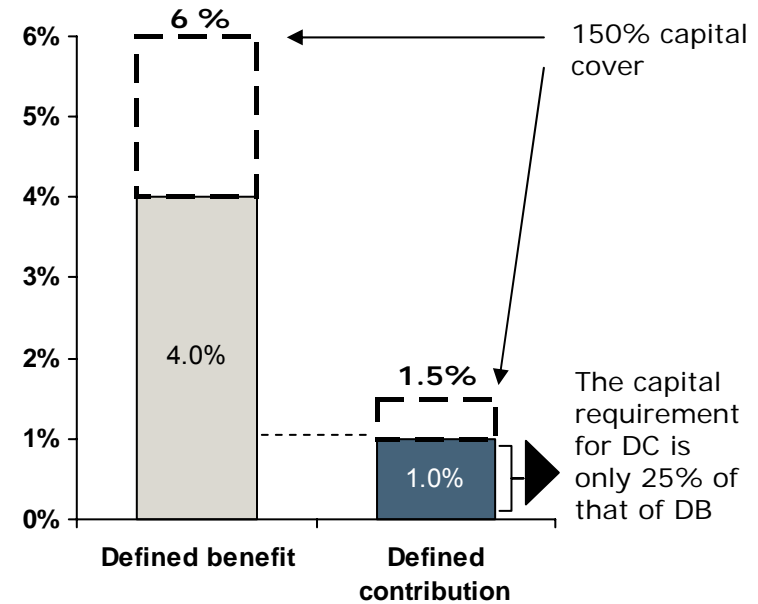 6 %
6%
5%
4%
3%
2%
1%
0%
4.0%
1.5%
1.0%
150% capital
cover
The capital
requirement
for DC is
only 25% of
that of DB
Defined benefit
Defined
contribution